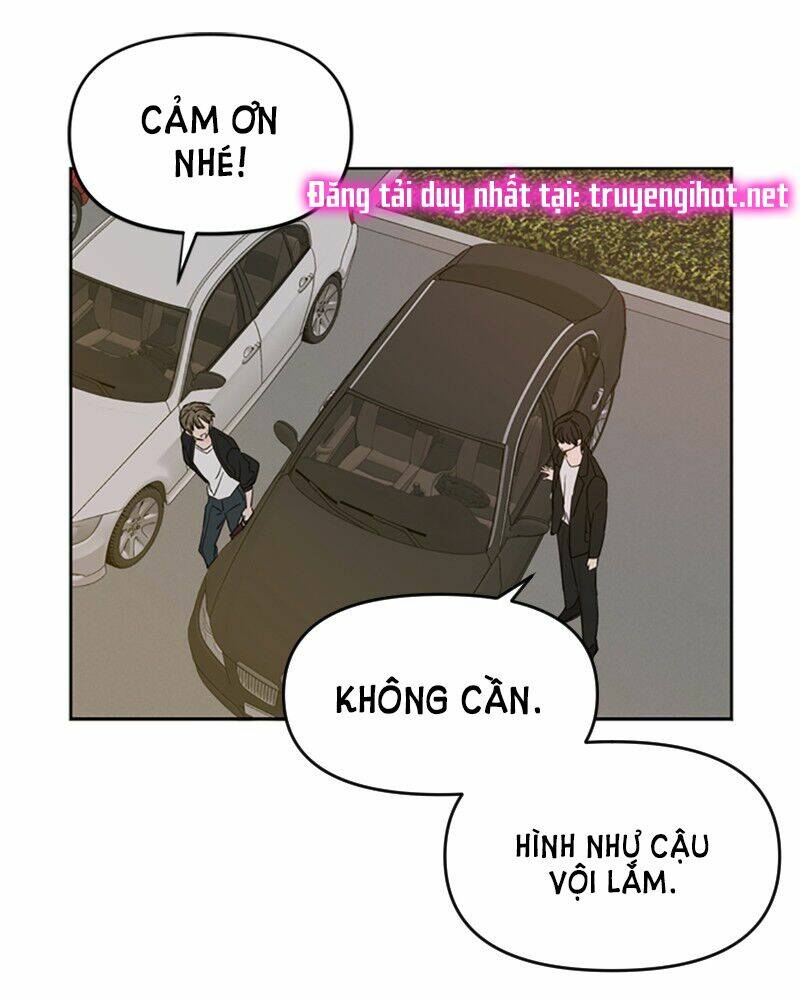 CẢM ƠN
NHÉ!
Đăng tải duy nhất tại: truyengihot.net
KHÔNG CẦN.
HÌNH NHƯ CẬU
VỘI LẮM.